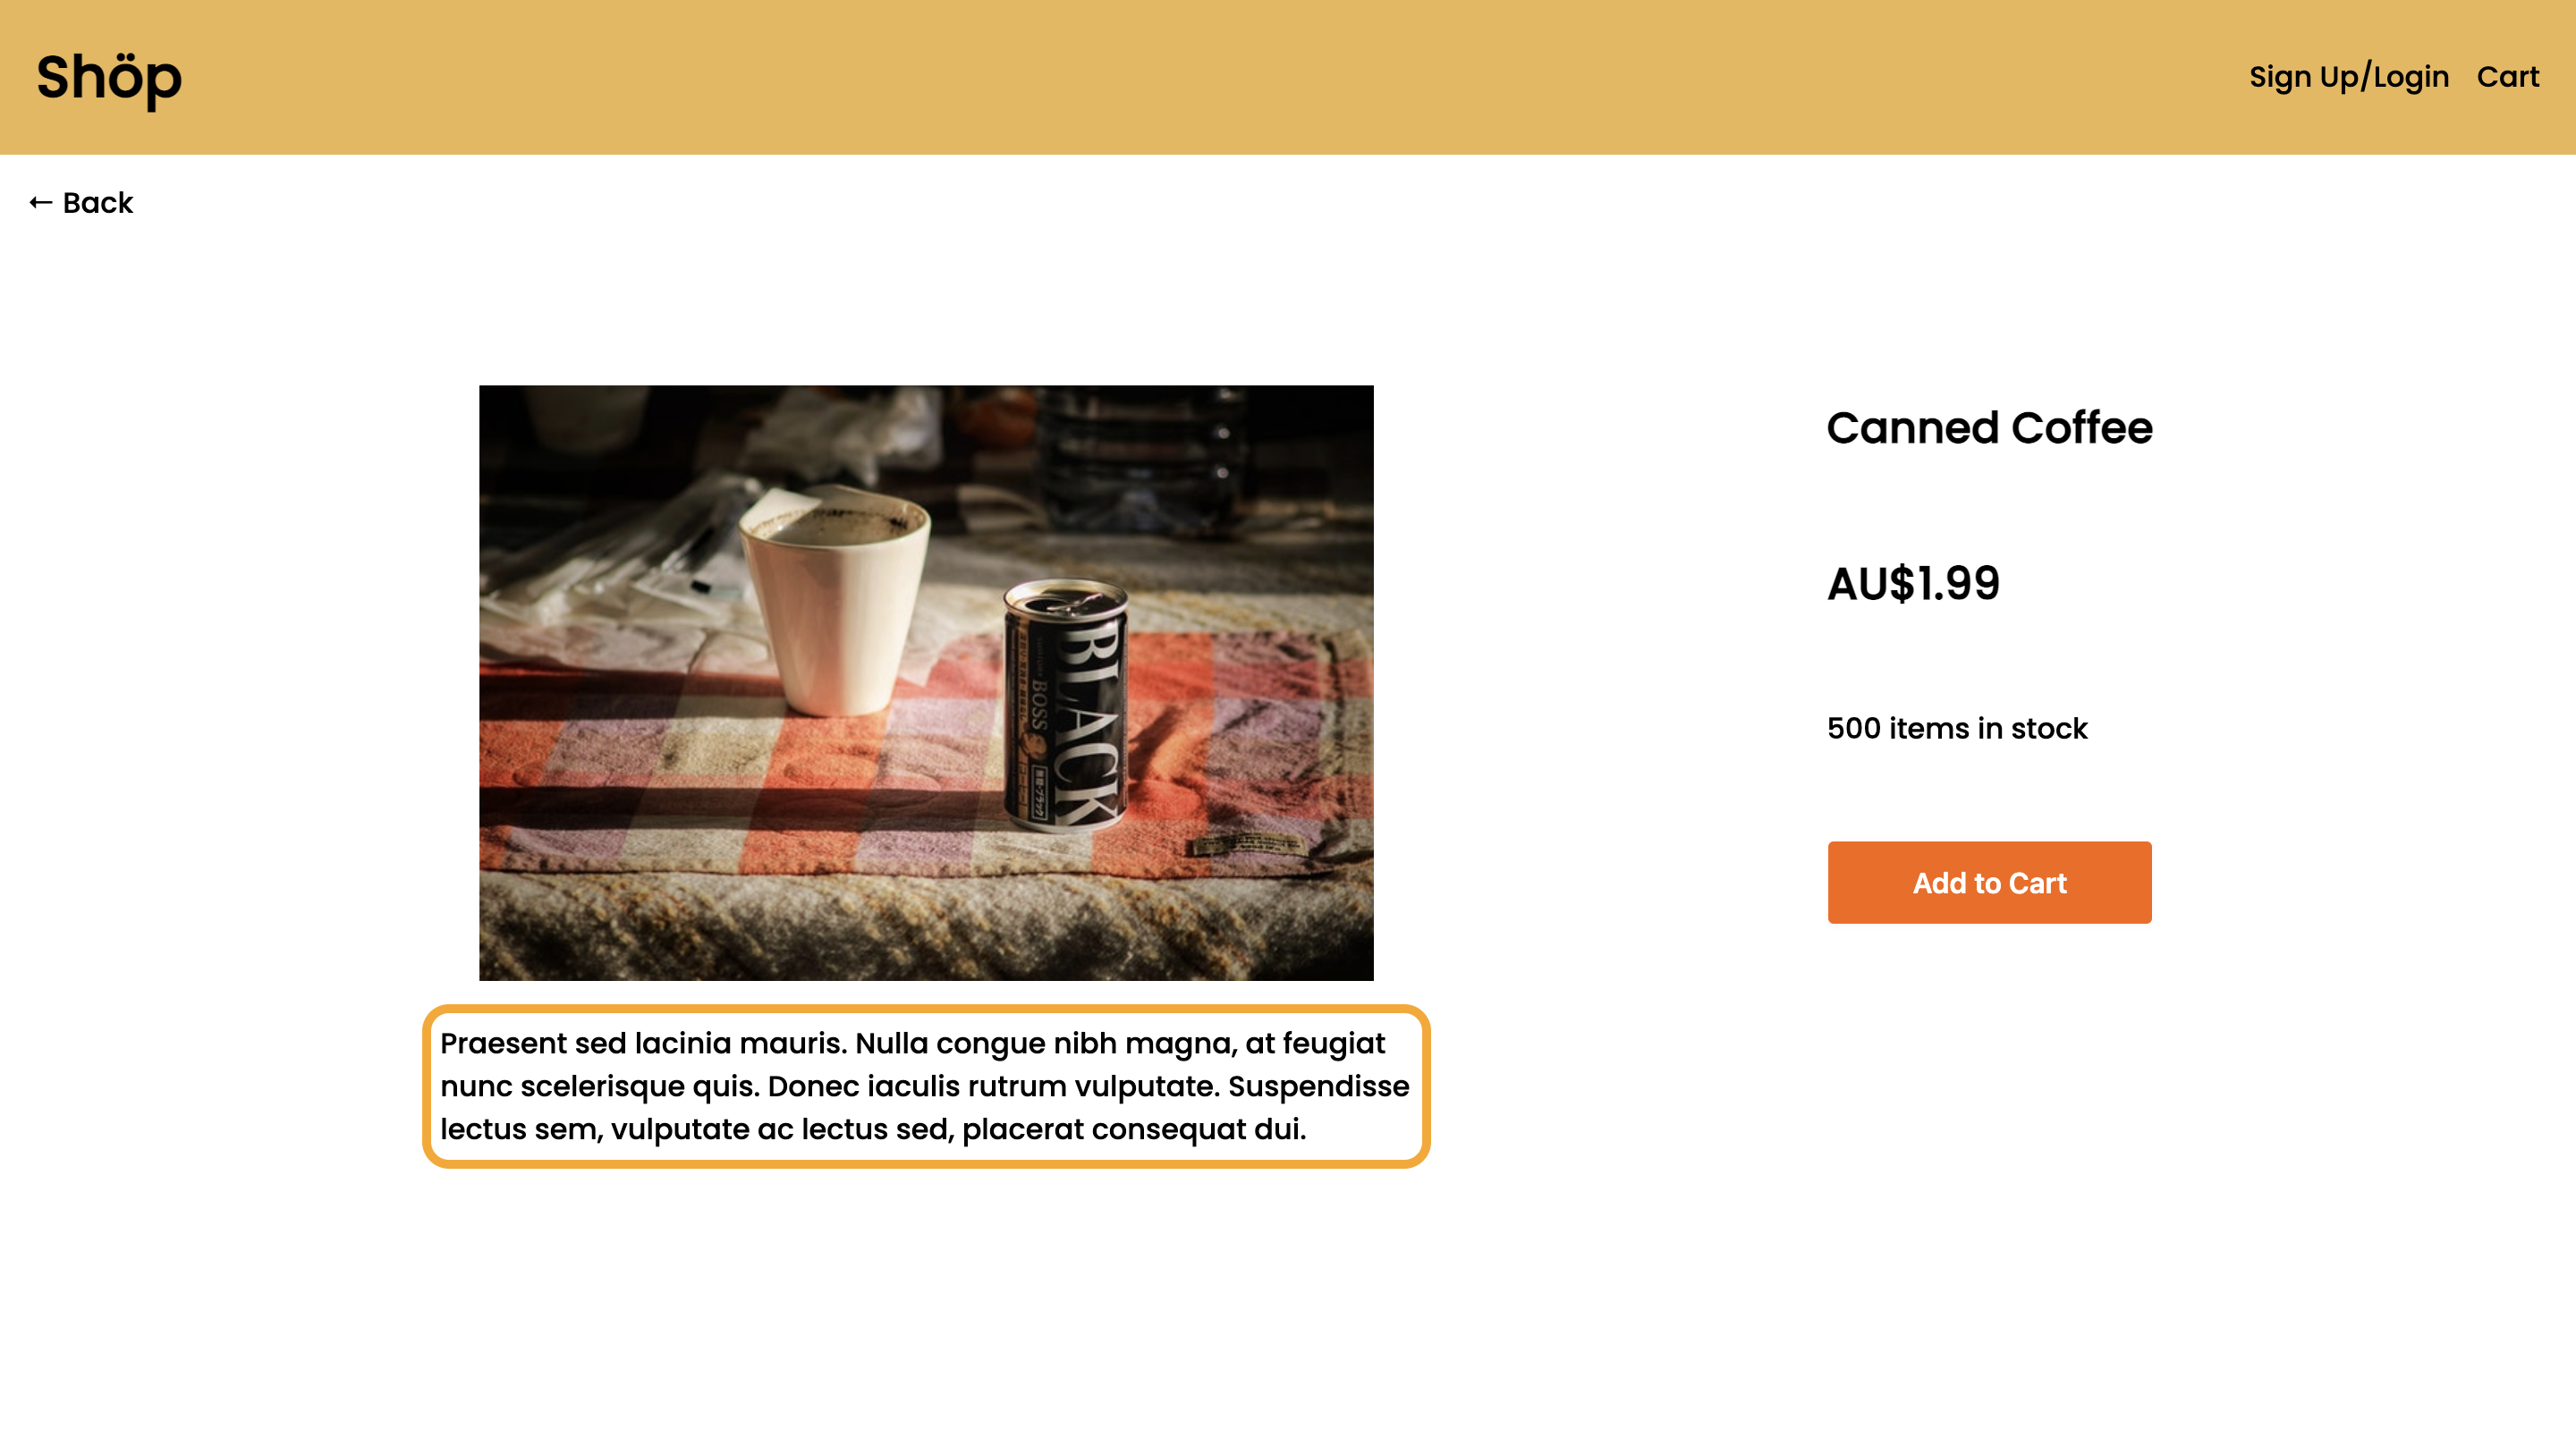 Shöp
Sign Up/Login Cart
← Back
Canned Coffee
AU$1.99
500 items in stock
Add to Cart
BLACK
BOSS
Praesent sed lacinia mauris. Nulla congue nibh magna, at feugiat
nunc scelerisque quis. Donec iaculis rutrum vulputate. Suspendisse
lectus sem, vulputate ac lectus sed, placerat consequat dui.